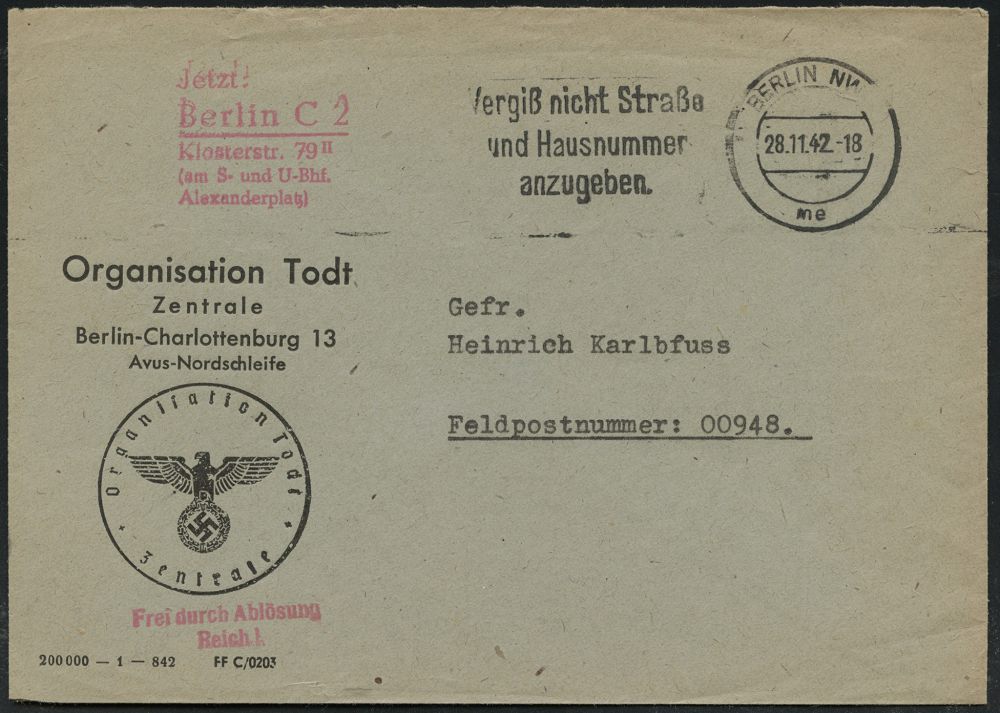 Jetzt!
Berlin C 2
Klosterstr. 79 II
(am S- und U-Bhf.
Alexanderplatz)
Vergiß nicht Straße
und Hausnummer
anzugeben.
BERLIN NW
28.11.42.-18
me
Organisation Todt
Zentrale
Berlin-Charlottenburg 13
Avus-Nordschleife
Gefr.
Heinrich Karlbfuss
Feldpostnummer: 00948.
Organisation Todt
Zentrale
Frei durch Ablösung
Reich!
200000 — 1 — 842 FF C/0203